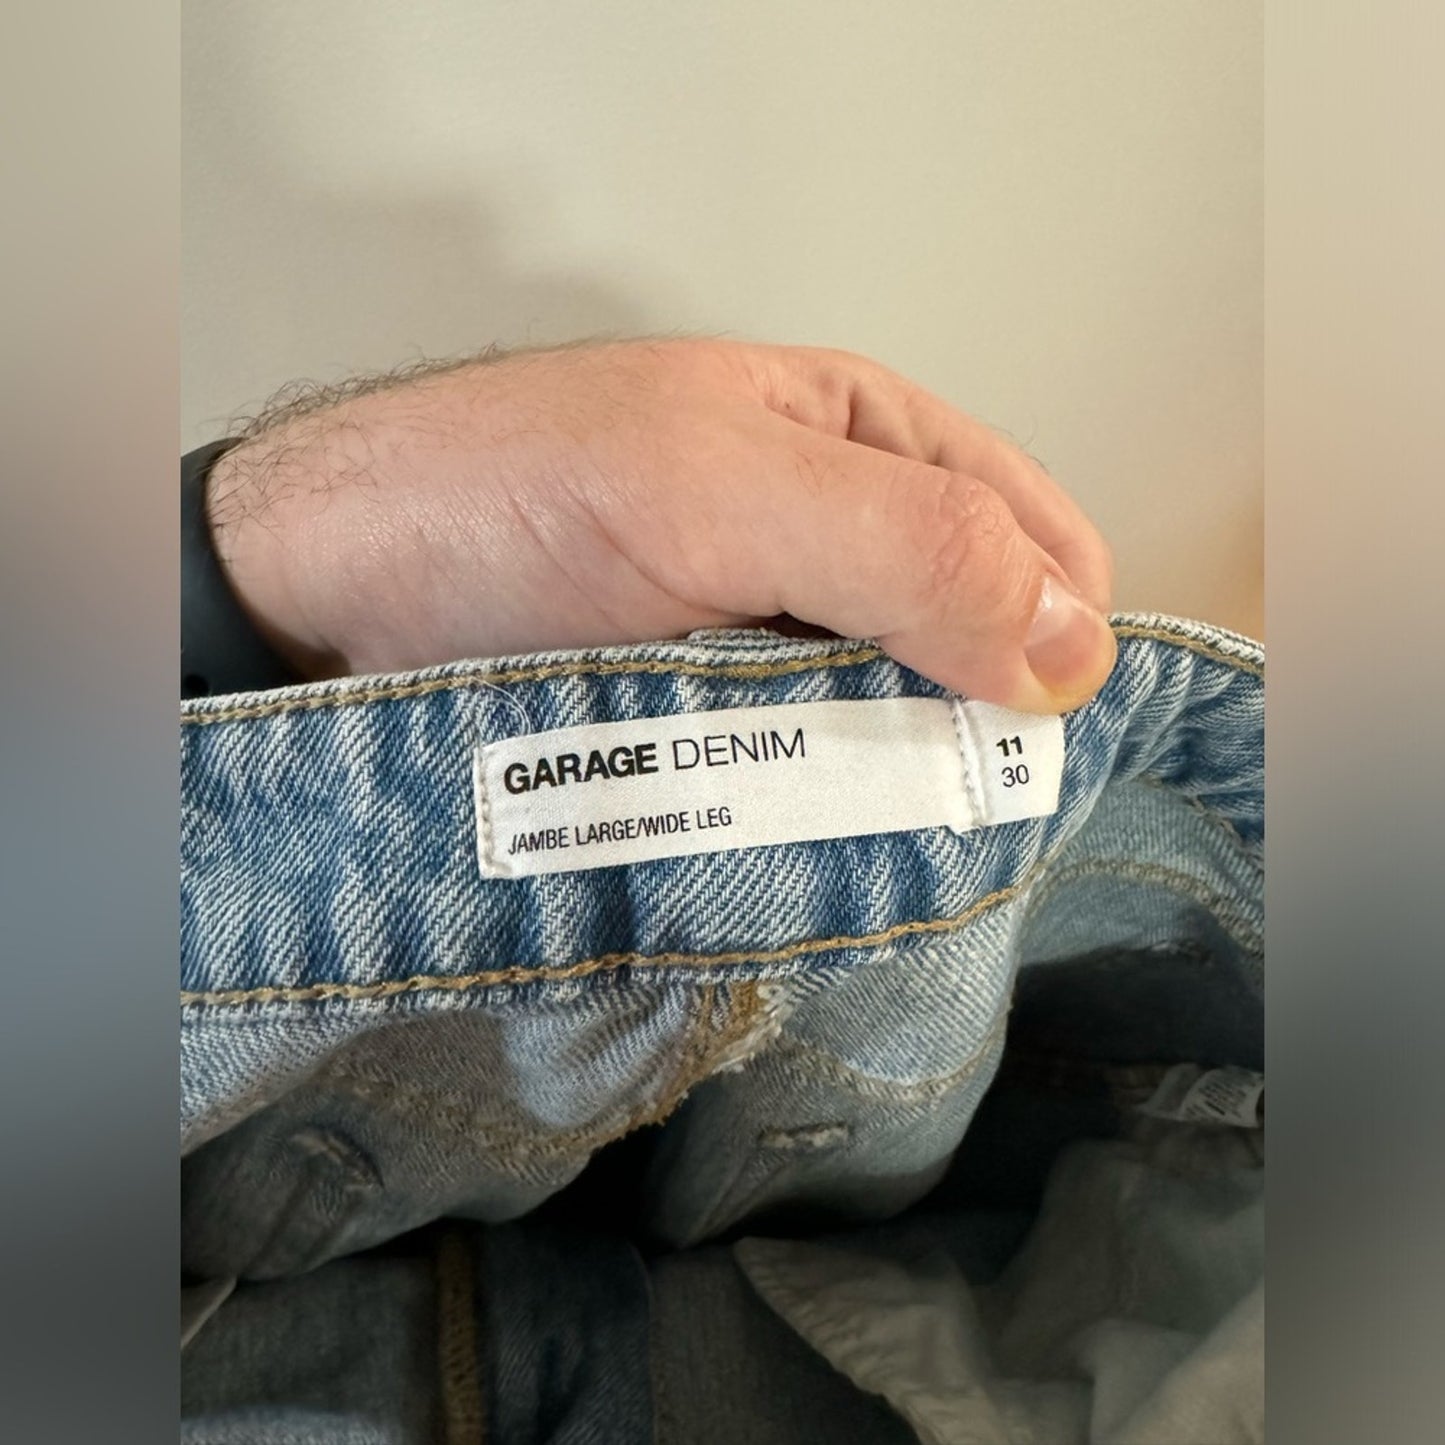 GARAGE DENIM
JAMBE LARGE/WIDE LEG
11
30